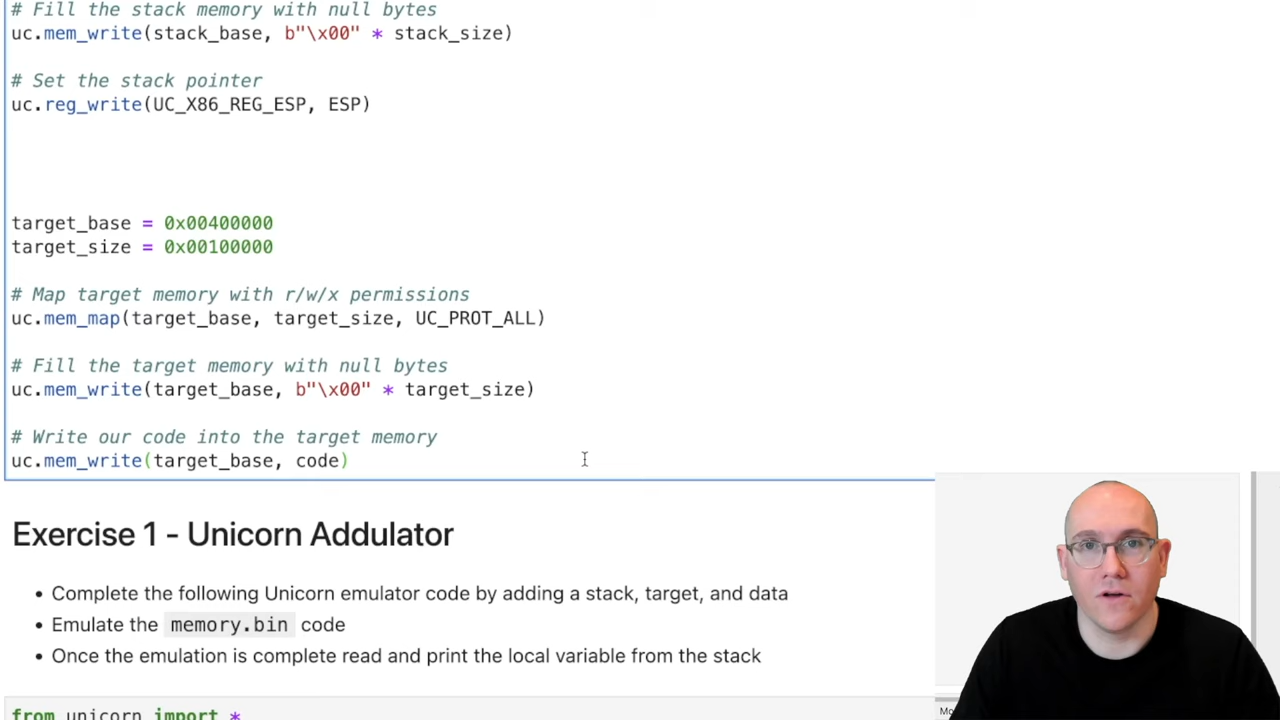 # Fill the stack memory with null bytes
uc.mem_write(stack_base, b"\x00" * stack_size)
# Set the stack pointer
uc.reg_write(UC_X86_REG_ESP, ESP)
target_base = 0x00400000
target_size = 0x00100000
# Map target memory with r/w/x permissions
uc.mem_map(target_base, target_size, UC_PROT_ALL)
# Fill the target memory with null bytes
uc.mem_write(target_base, b"\x00" * target_size)
# Write our code into the target memory
uc.mem_write(target_base, code)
Exercise 1 - Unicorn Addulator
• Complete the following Unicorn emulator code by adding a stack, target, and data
• Emulate the memory.bin code
• Once the emulation is complete read and print the local variable from the stack
from unicorn import *